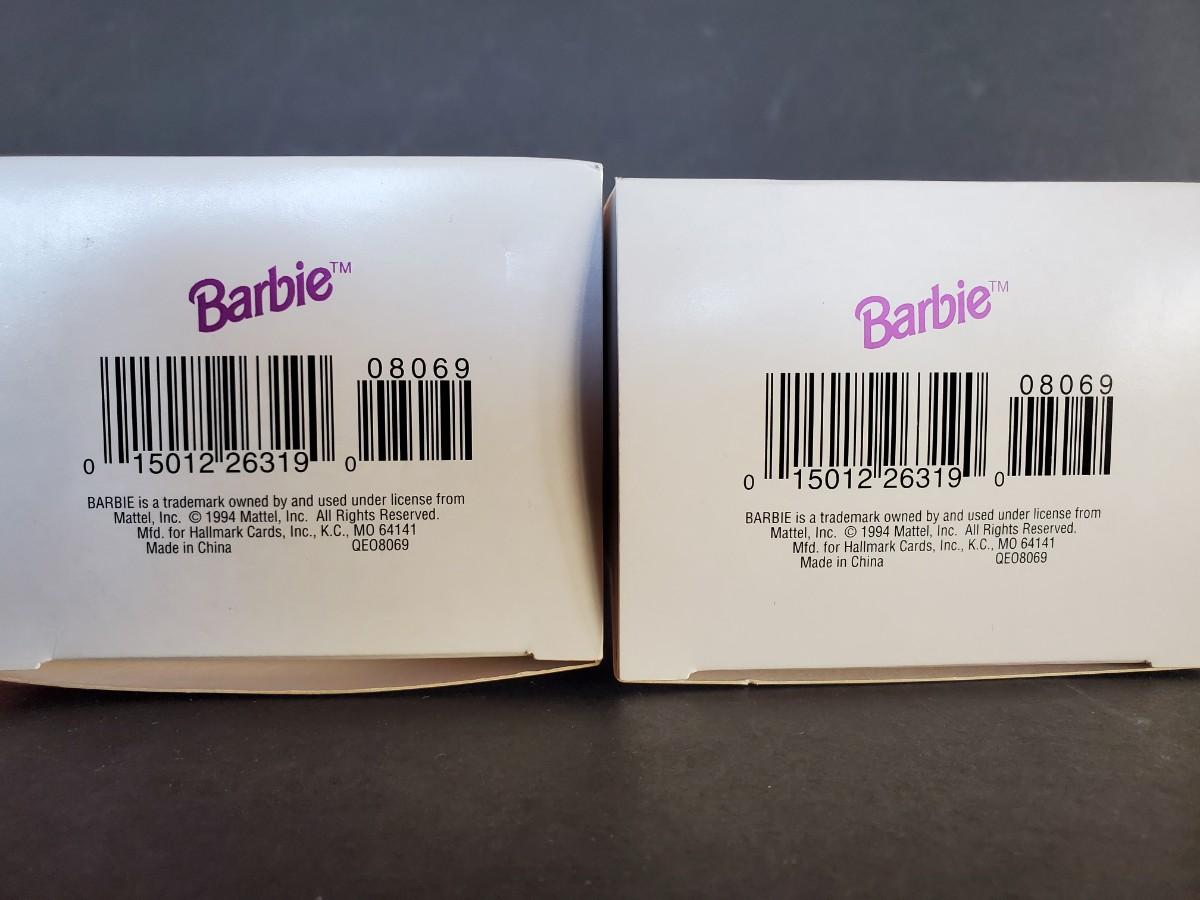 Barbie™
08069
0 15012 26319 0
BARBIE is a trademark owned by and used under license from
Mattel, Inc. © 1994 Mattel, Inc. All Rights Reserved.
Mfd. for Hallmark Cards, Inc., K.C., MO 64141
Made in China QEO8069
Barbie™
08069
0 15012 26319 0
BARBIE is a trademark owned by and used under license from
Mattel, Inc. © 1994 Mattel, Inc. All Rights Reserved.
Mfd. for Hallmark Cards, Inc., K.C., MO 64141
Made in China QEO8069